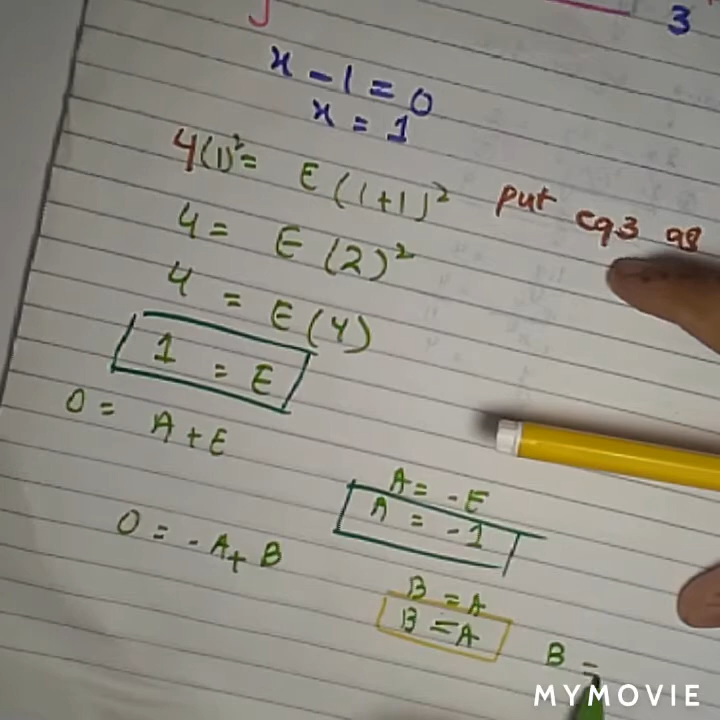 3
x - 1 = 0
x = 1
4(1)² = E(1+1)² put eq3 as
4 = E(2)²
4 = E(4)
1 = E
0 = A + E
A = -E
A = -1
0 = -A + B
B = A
B = A
B =
MYMOVIE